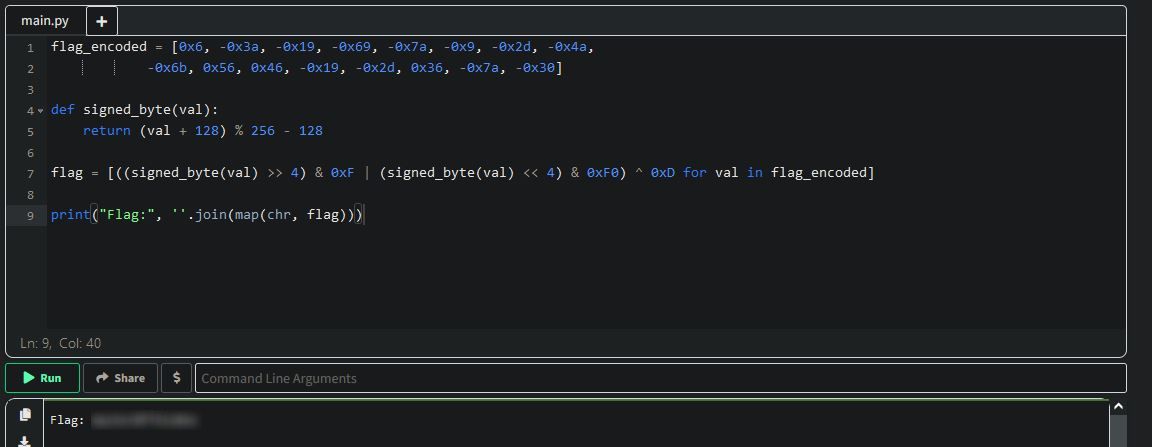 main.py +
1 flag_encoded = [0x6, -0x3a, -0x19, -0x69, -0x7a, -0x9, -0x2d, -0x4a,
2 -0x6b, 0x56, 0x46, -0x19, -0x2d, 0x36, -0x7a, -0x30]
3
4 def signed_byte(val):
5 return (val + 128) % 256 - 128
6
7 flag = [((signed_byte(val) >> 4) & 0xF | (signed_byte(val) << 4) & 0xF0) ^ 0xD for val in flag_encoded]
8
9 print("Flag:", ''.join(map(chr, flag)))
Ln: 9, Col: 40
Run Share $ Command Line Arguments
Flag: